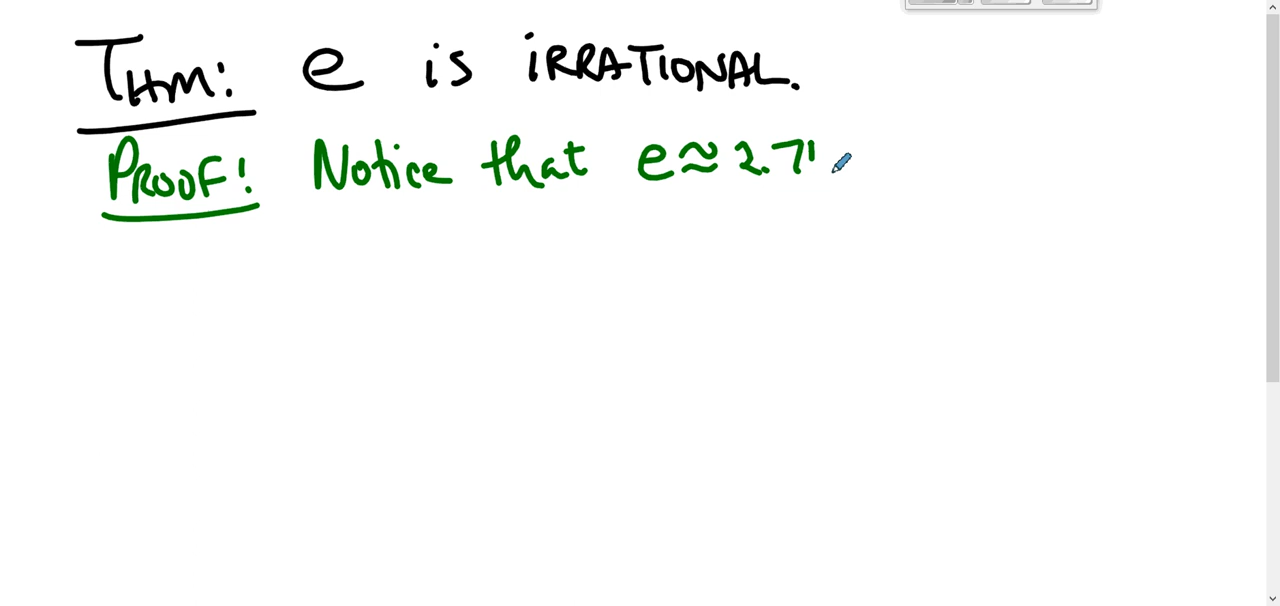 THM: e is iRRATIONAL.
PROOF! Notice that e≈2.71